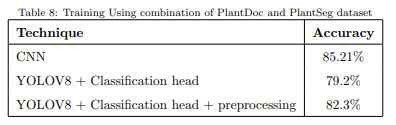 Table 8: Training Using combination of PlantDoc and PlantSeg dataset
Technique Accuracy
CNN 85.21%
YOLOV8 + Classification head 79.2%
YOLOV8 + Classification head + preprocessing 82.3%